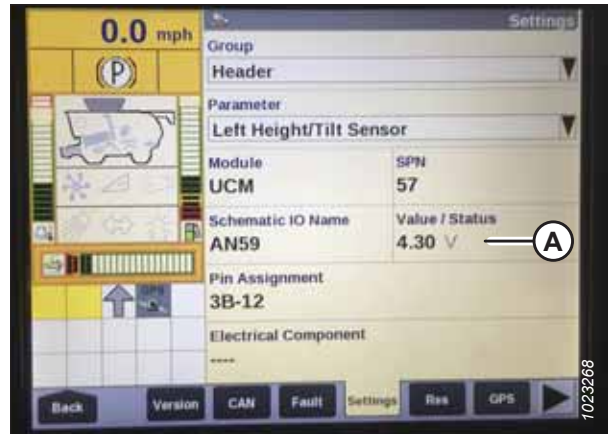 0.0 mph
Settings
(P)
Group
Header
Parameter
Left Height/Tilt Sensor
Module
SPN
UCM
57
Schematic IO Name
Value / Status
AN59
4.30 V
A
Pin Assignment
3B-12
GPS
Electrical Component
----
Back
Version
CAN
Fault
Settings
Res
GPS
1023268